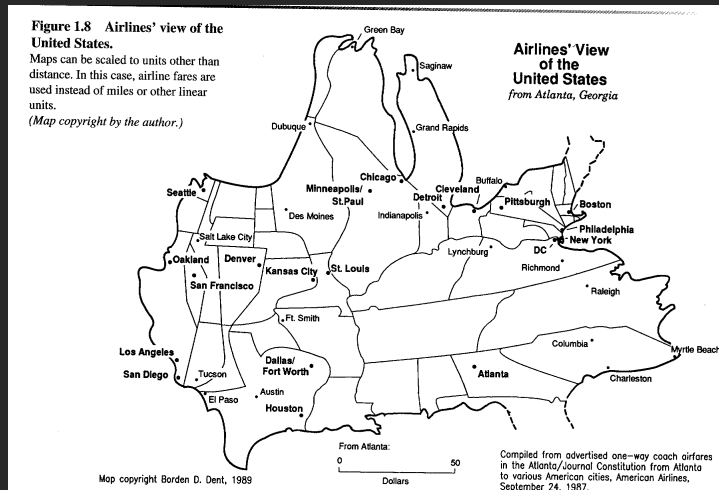 Figure 1.8 Airlines' view of the
United States.
Maps can be scaled to units other than
distance. In this case, airline fares are
used instead of miles or other linear
units.
(Map copyright by the author.)
Airlines' View
of the
United States
from Atlanta, Georgia
Green Bay
Saginaw
Dubuque
Grand Rapids
Chicago
Minneapolis/
St.Paul
Detroit
Cleveland
Buffalo
Pittsburgh
Boston
Seattle
Des Moines
Indianapolis
Philadelphia
New York
DC
Salt Lake City
Lynchburg
Richmond
Oakland
Denver
Kansas City
St. Louis
San Francisco
Raleigh
Ft. Smith
Columbia
Myrtle Beach
Los Angeles
San Diego
Tucson
Dallas/
Fort Worth
Atlanta
Charleston
El Paso
Austin
Houston
From Atlanta:
0 50
Dollars
Map copyright Borden D. Dent, 1989
Compiled from advertised one-way coach airfares
in the Atlanta/Journal Constitution from Atlanta
to various American cities, American Airlines,
September 24, 1987.